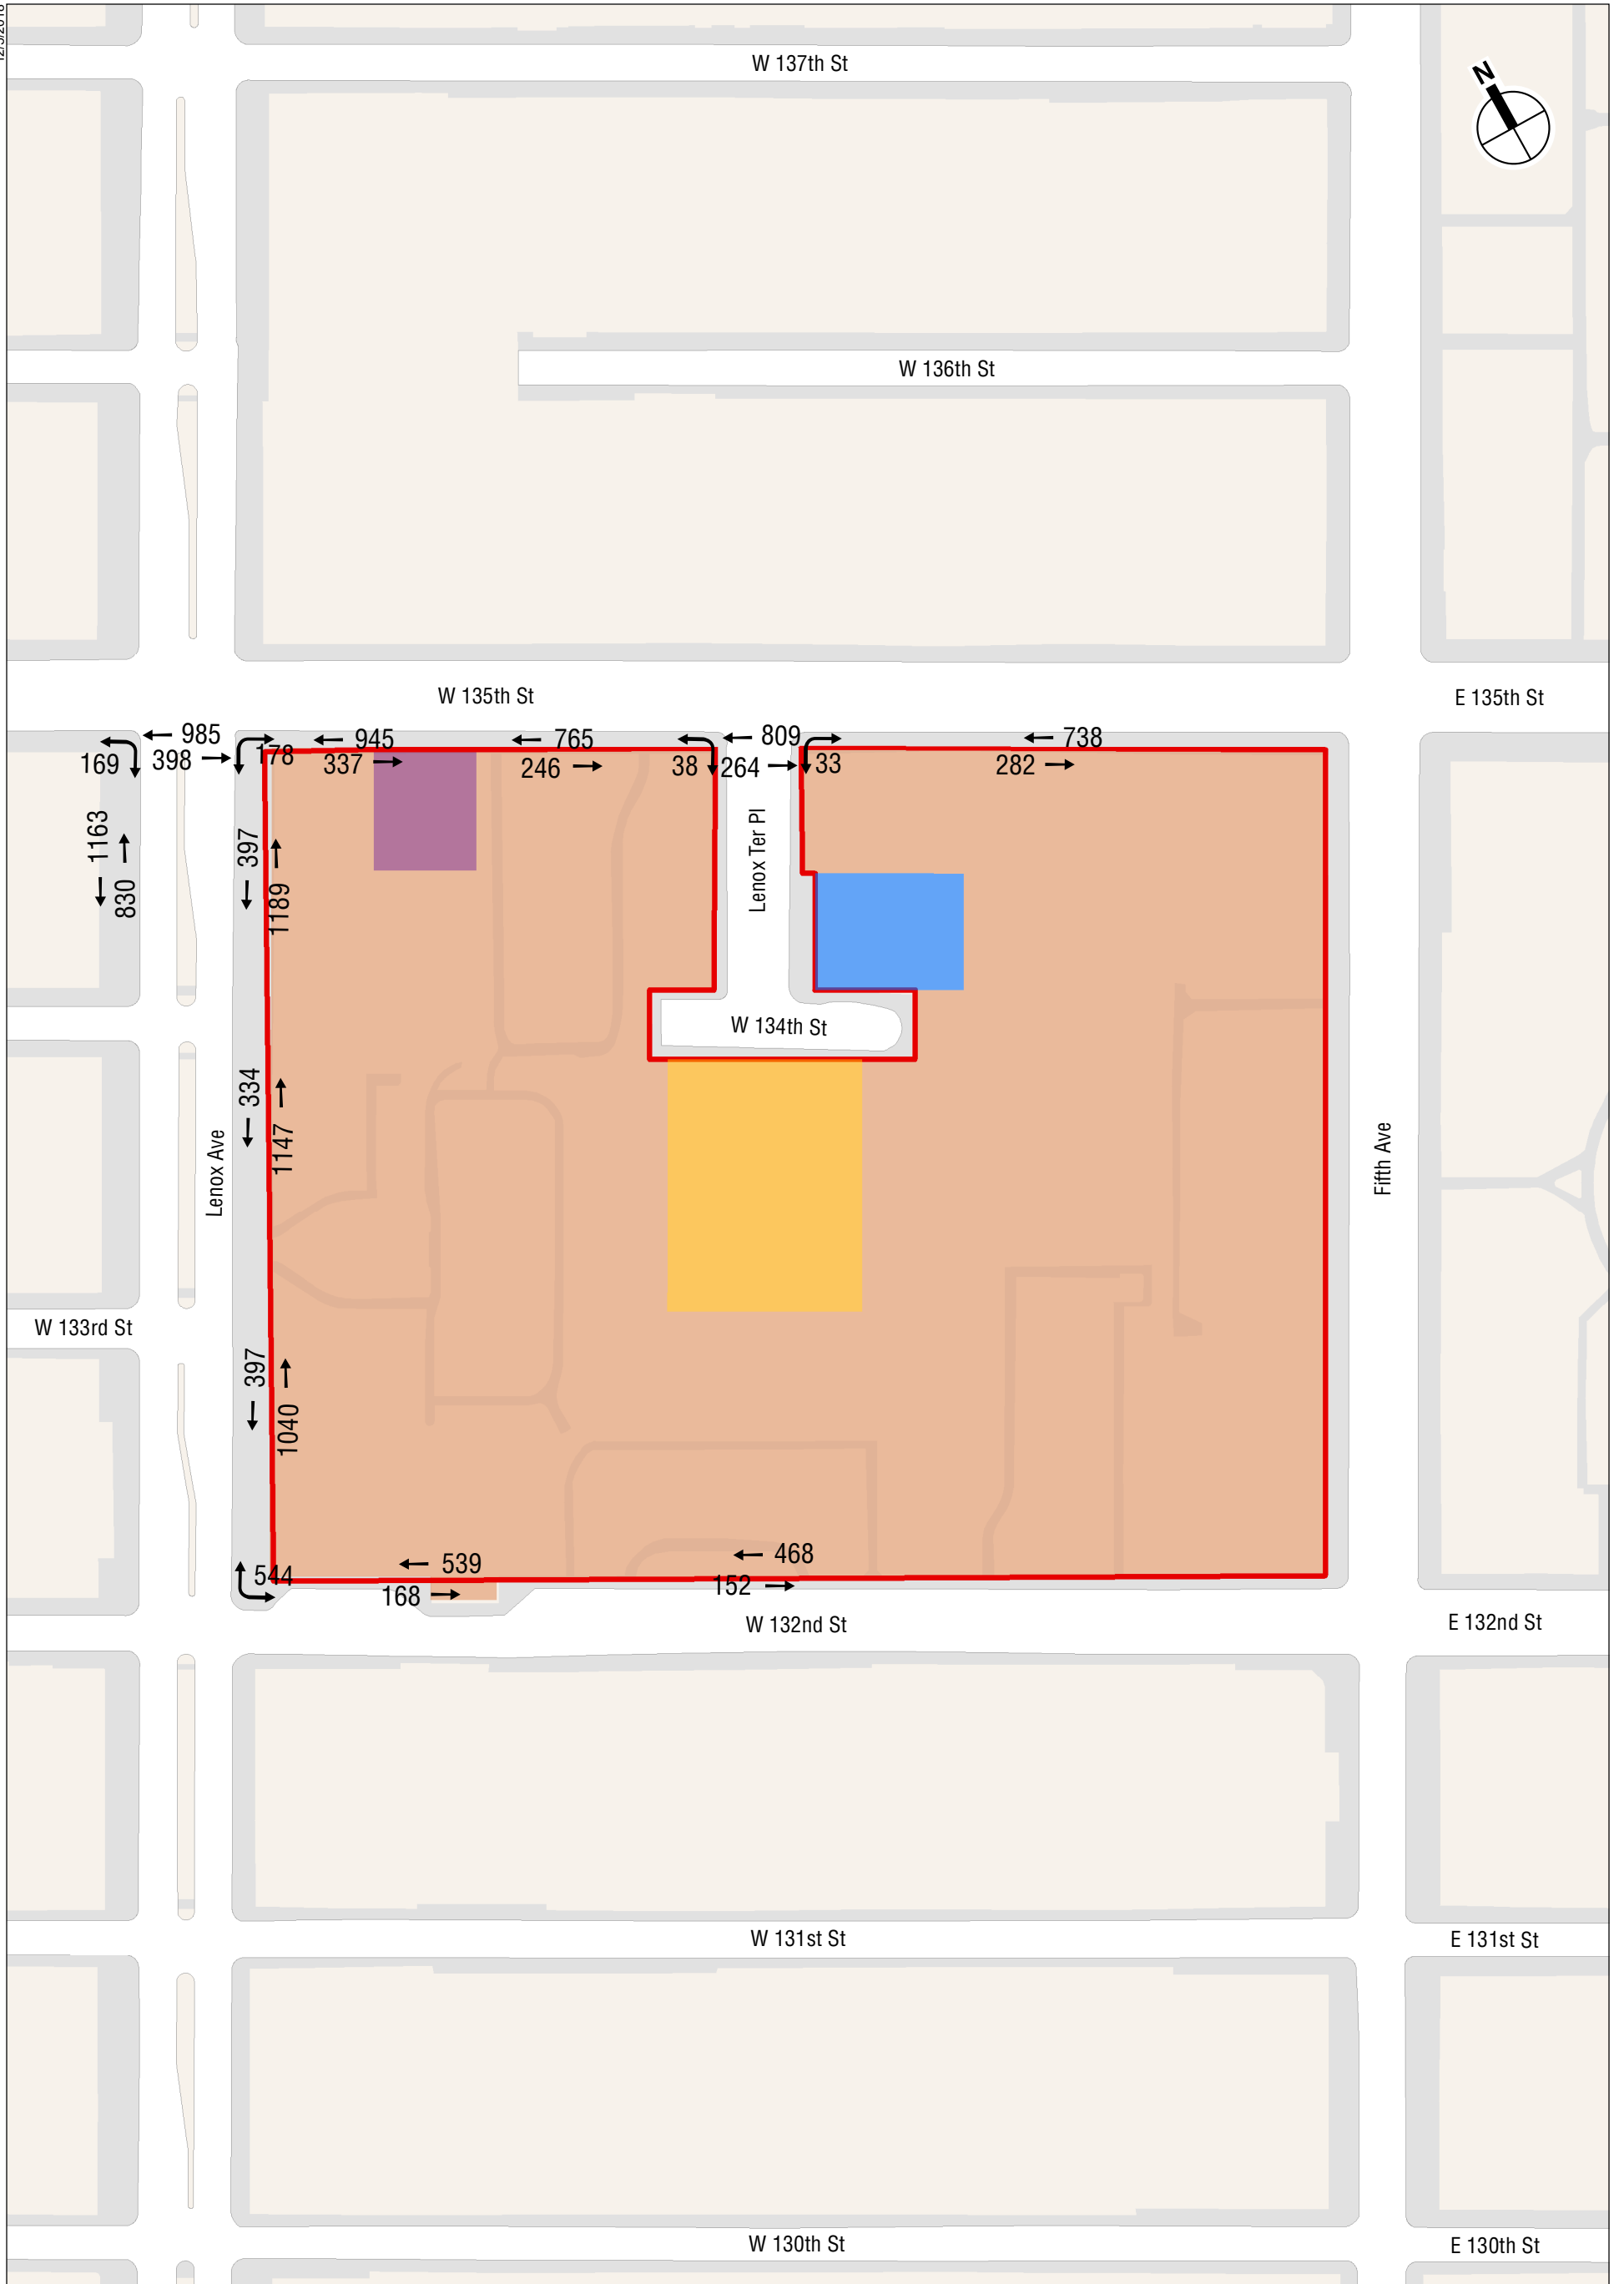 W 137th St
N
W 136th St
W 135th St
E 135th St
985
945
765
809
738
169
398
178
337
246
38
264
33
282
1163
830
397
1189
Lenox Ter Pl
W 134th St
334
1147
Lenox Ave
Fifth Ave
W 133rd St
397
1040
544
539
468
168
152
W 132nd St
E 132nd St
W 131st St
E 131st St
W 130th St
E 130th St